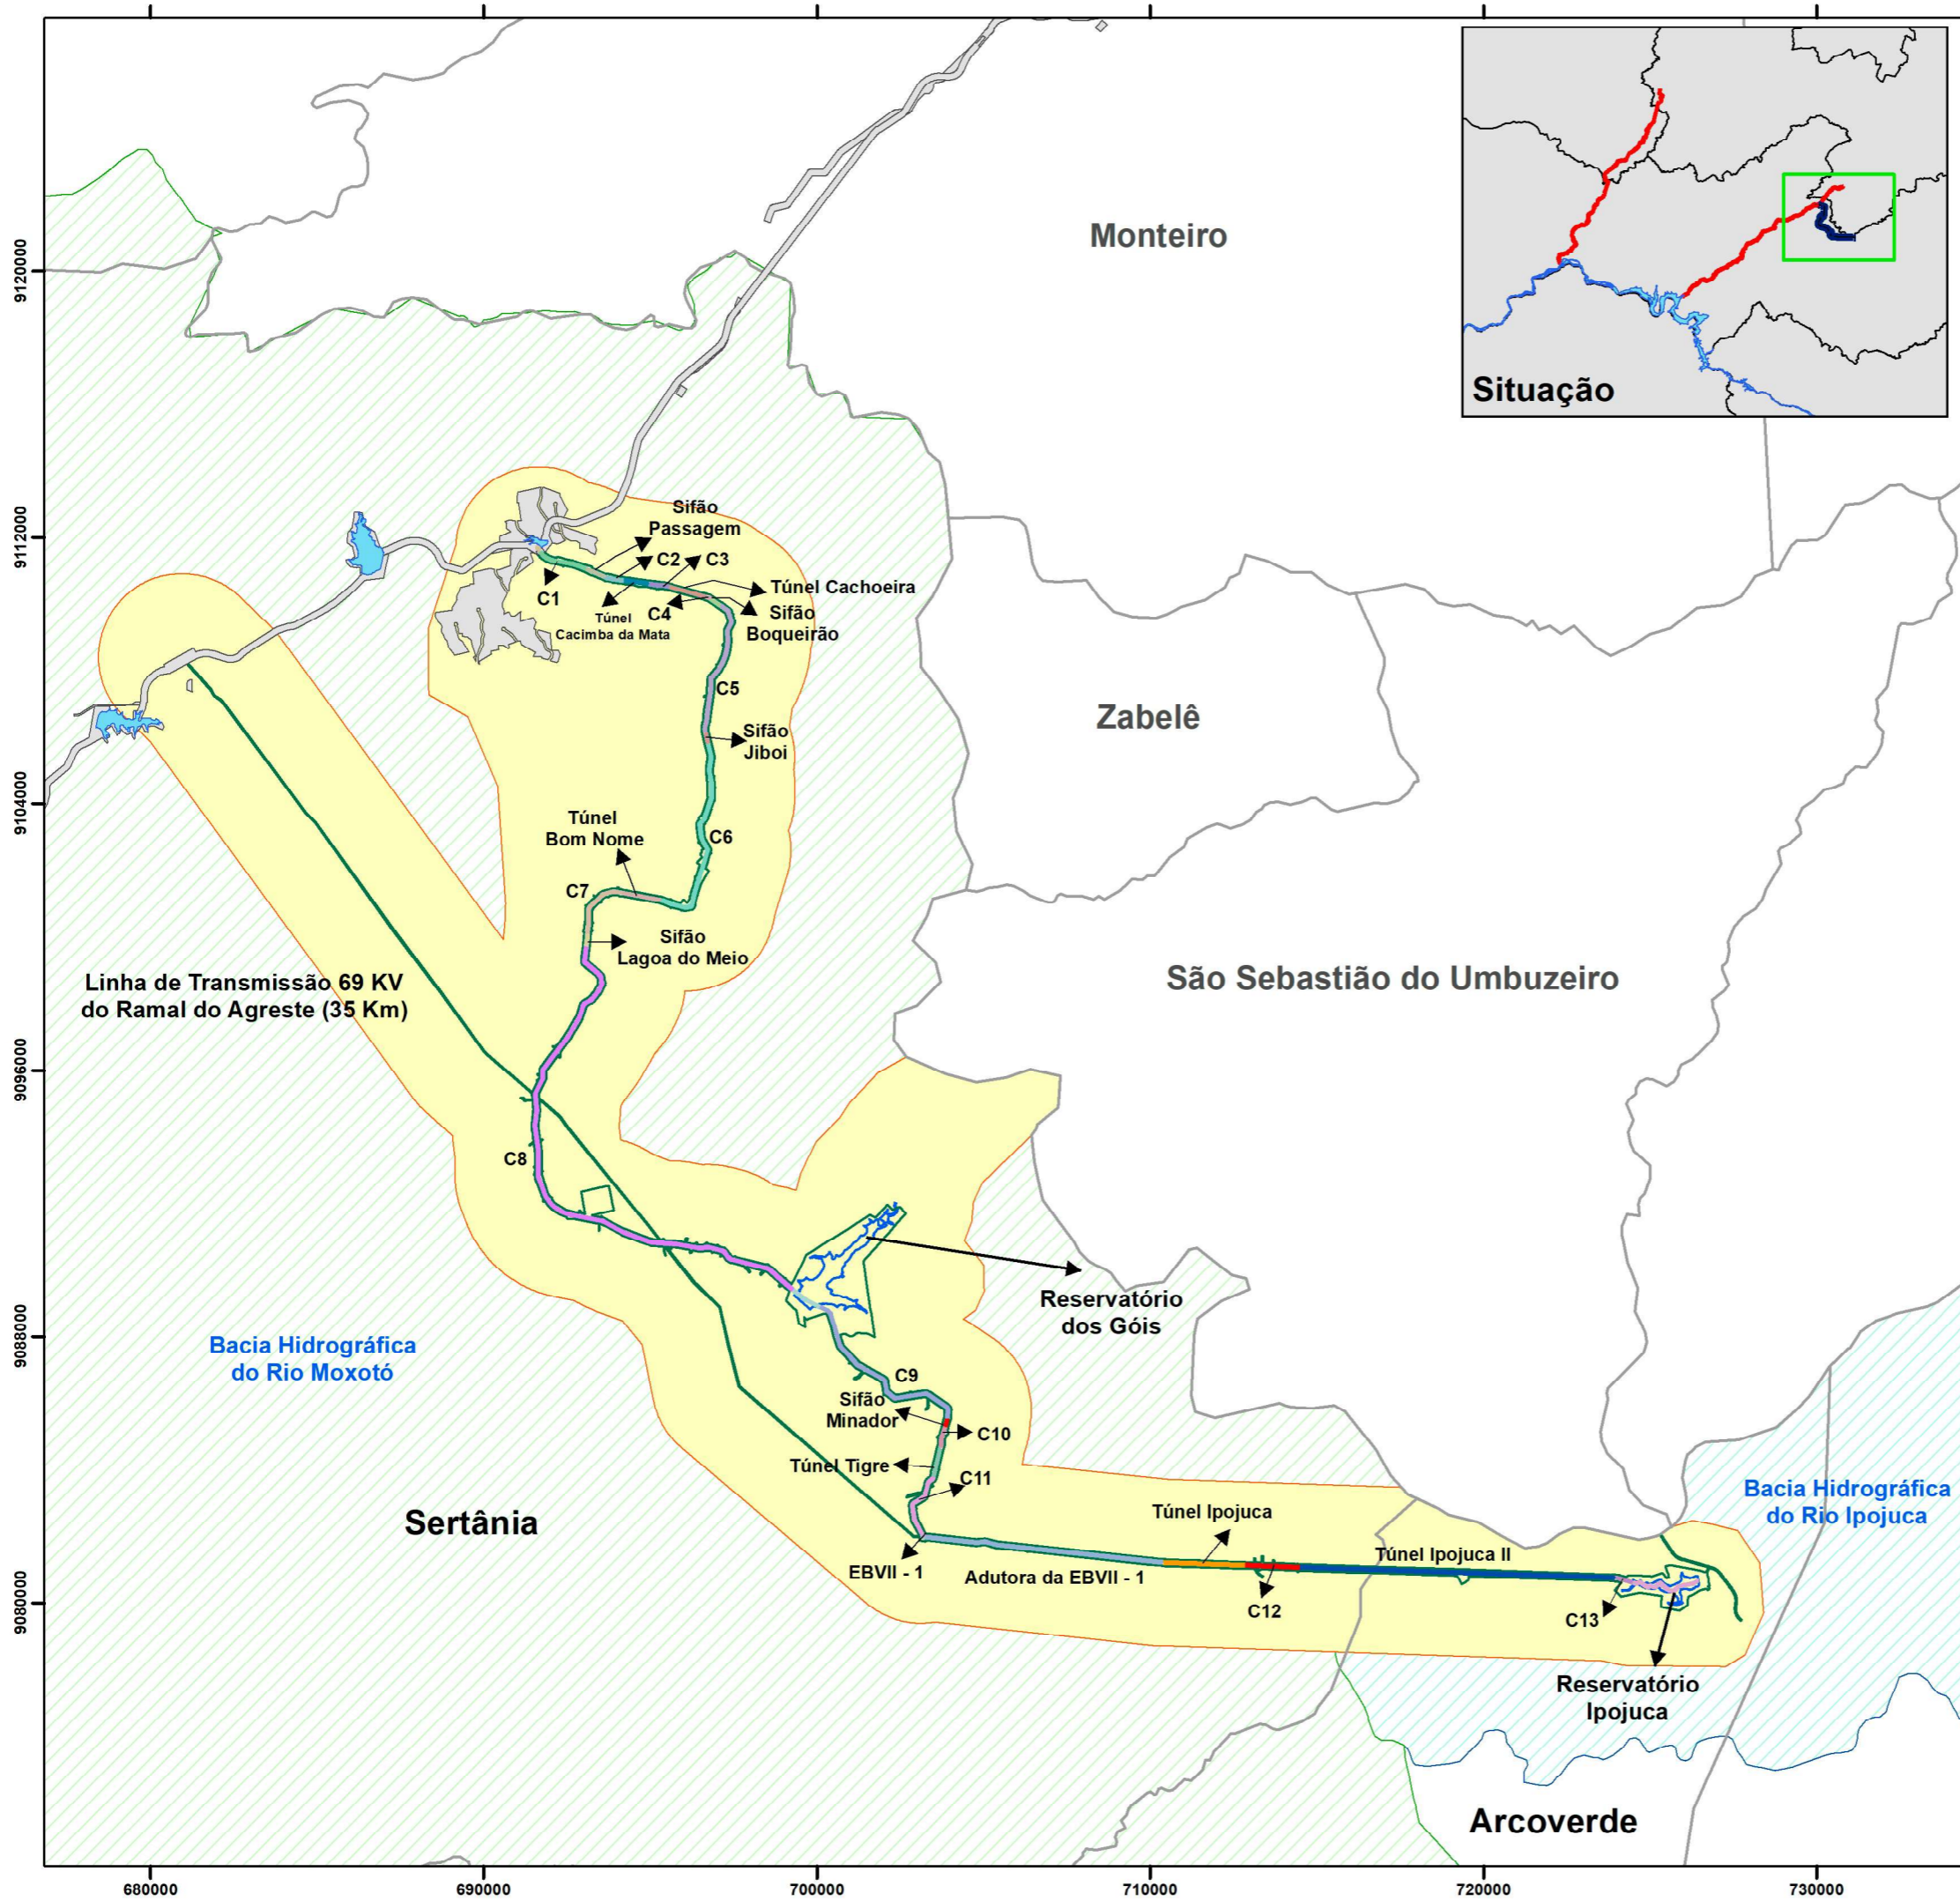 Situação
Monteiro
9120000
9112000
9104000
9096000
9088000
9080000
Sifão
Passagem
C2
C3
C1
Túnel
Cacimba da Mata
C4
Túnel Cachoeira
Sifão
Boqueirão
C5
Zabelê
Sifão
Jiboi
Túnel
Bom Nome
C6
C7
Sifão
Lagoa do Meio
Linha de Transmissão 69 KV
do Ramal do Agreste (35 Km)
São Sebastião do Umbuzeiro
C8
Reservatório
dos Góis
Bacia Hidrográfica
do Rio Moxotó
C9
Sifão
Minador
C10
Túnel Tigre
C11
Sertânia
Bacia Hidrográfica
do Rio Ipojuca
Túnel Ipojuca
Túnel Ipojuca II
EBVII - 1
Adutora da EBVII - 1
C12
C13
Reservatório
Ipojuca
Arcoverde
680000
690000
700000
710000
720000
730000